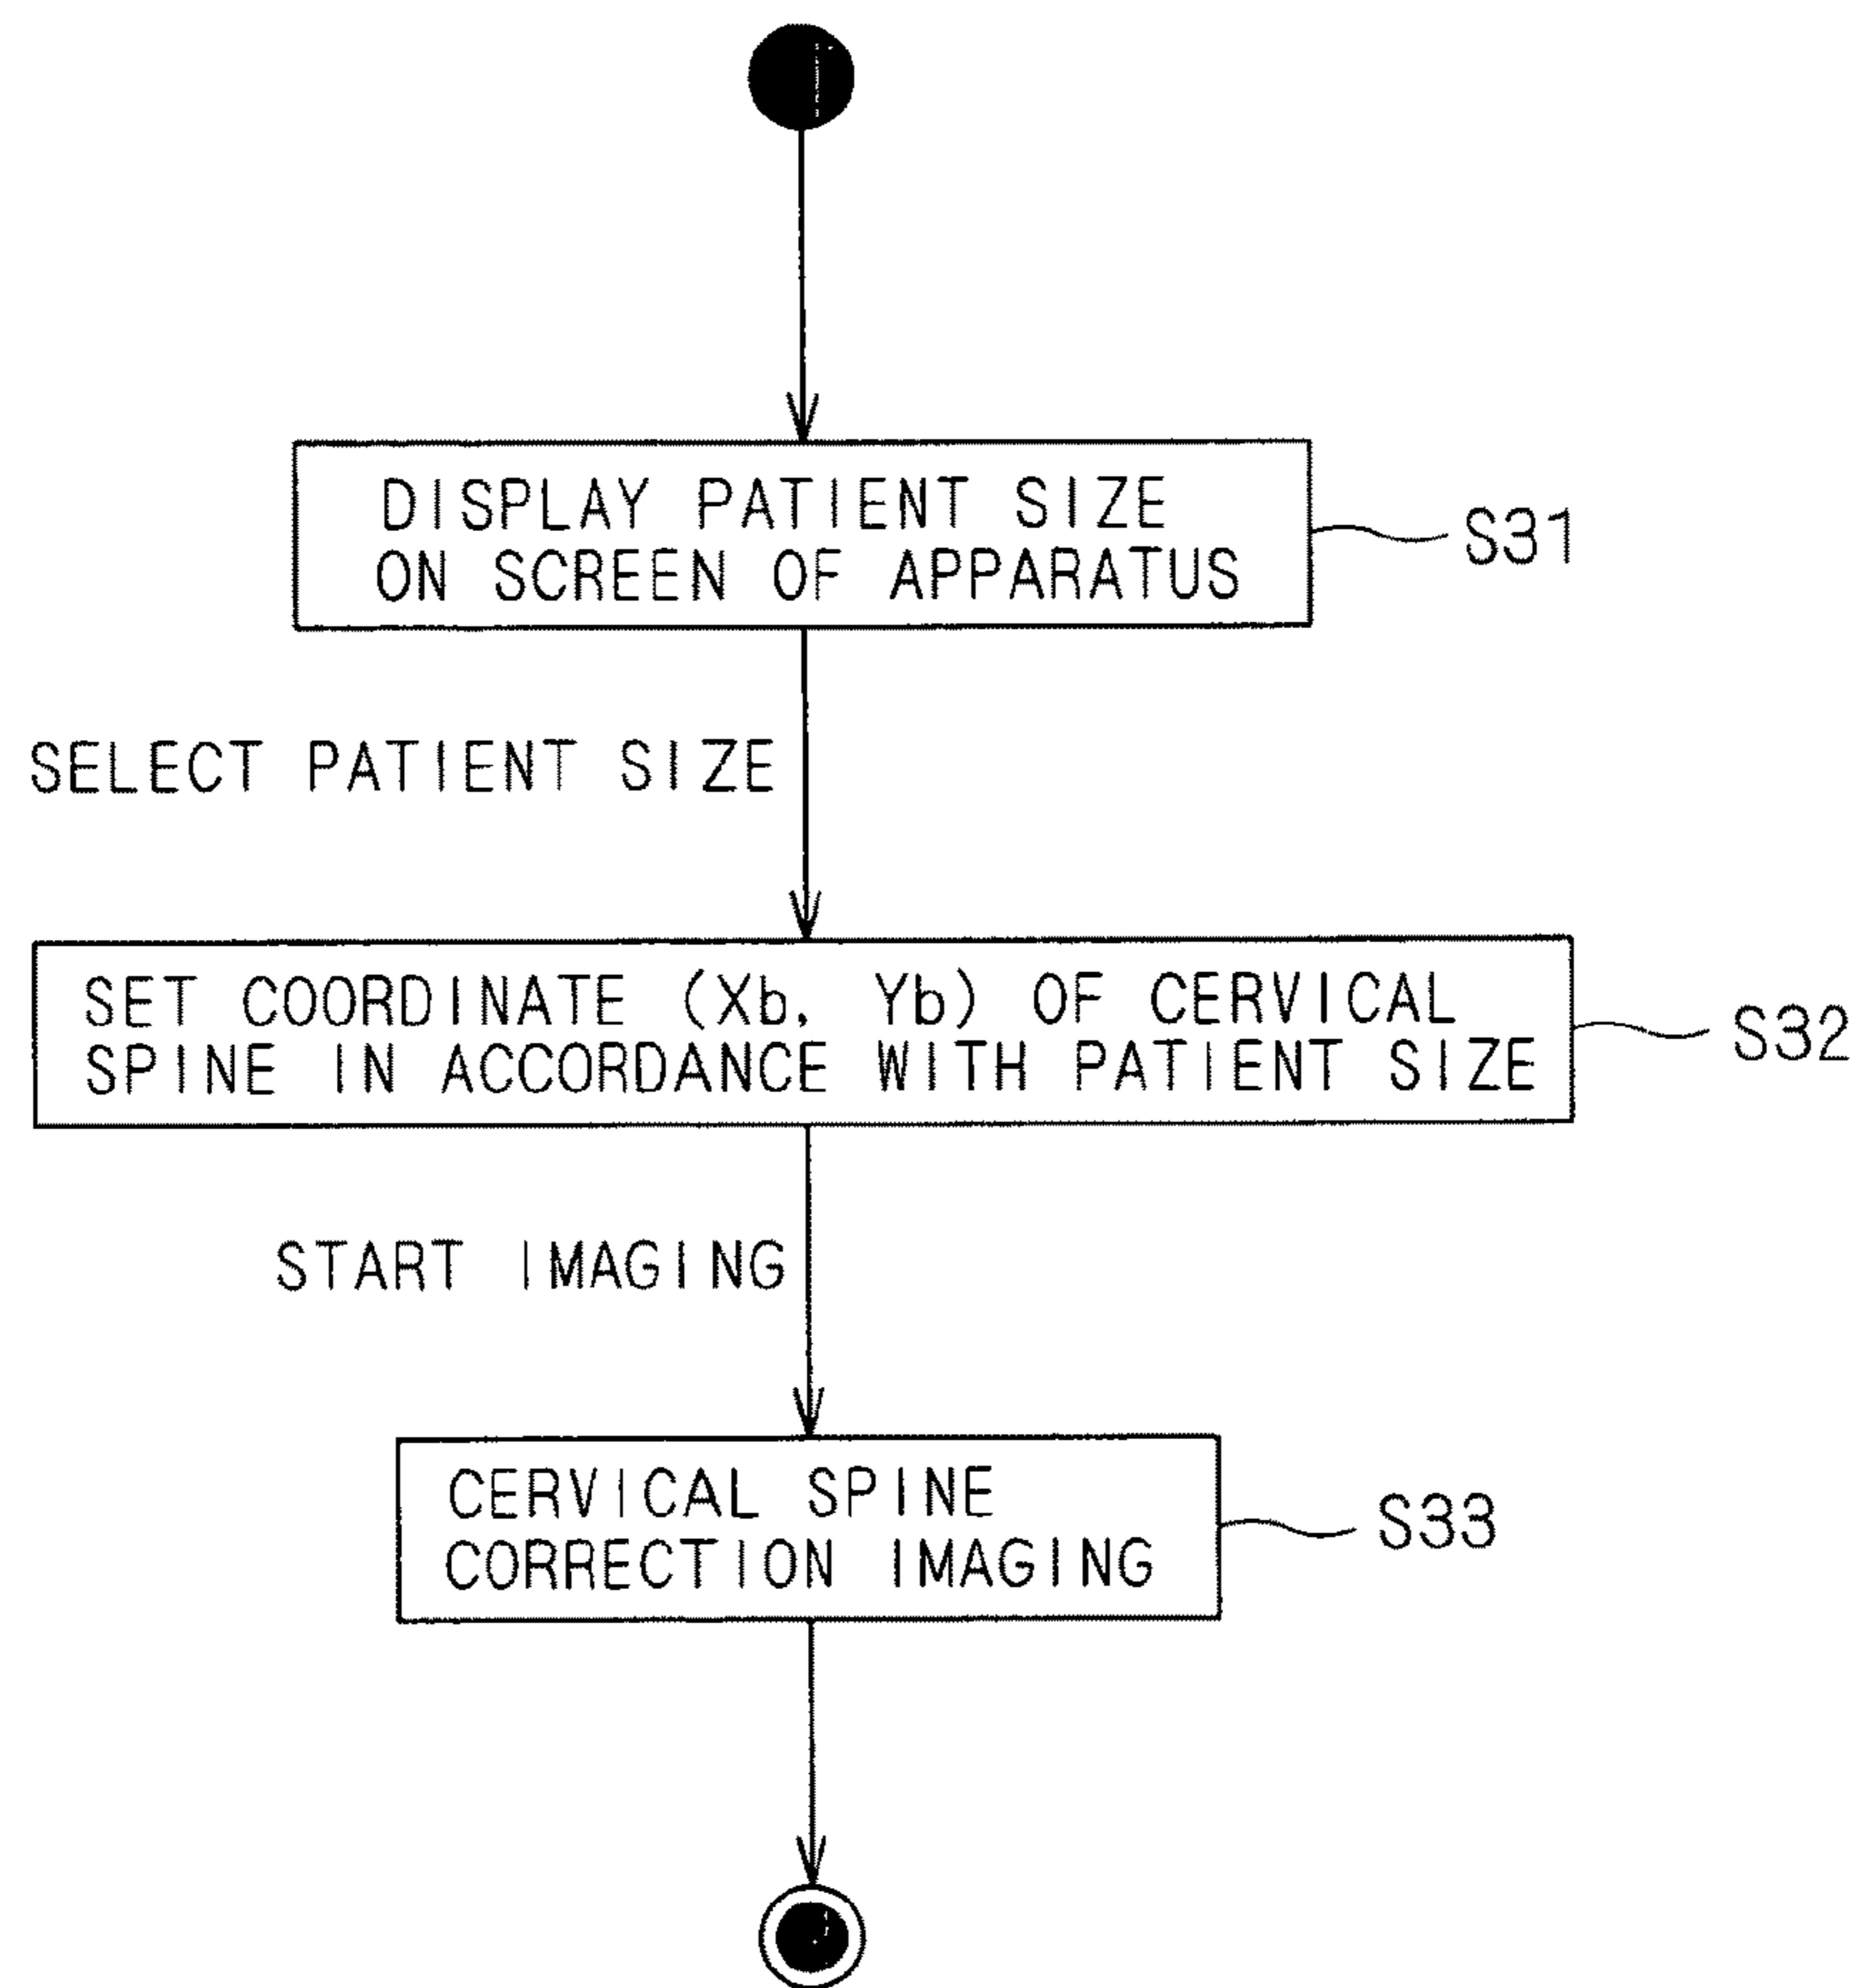 DISPLAY PATIENT SIZE
ON SCREEN OF APPARATUS
S31
SELECT PATIENT SIZE
SET COORDINATE (Xb, Yb) OF CERVICAL
SPINE IN ACCORDANCE WITH PATIENT SIZE
S32
START IMAGING
CERVICAL SPINE
CORRECTION IMAGING
S33